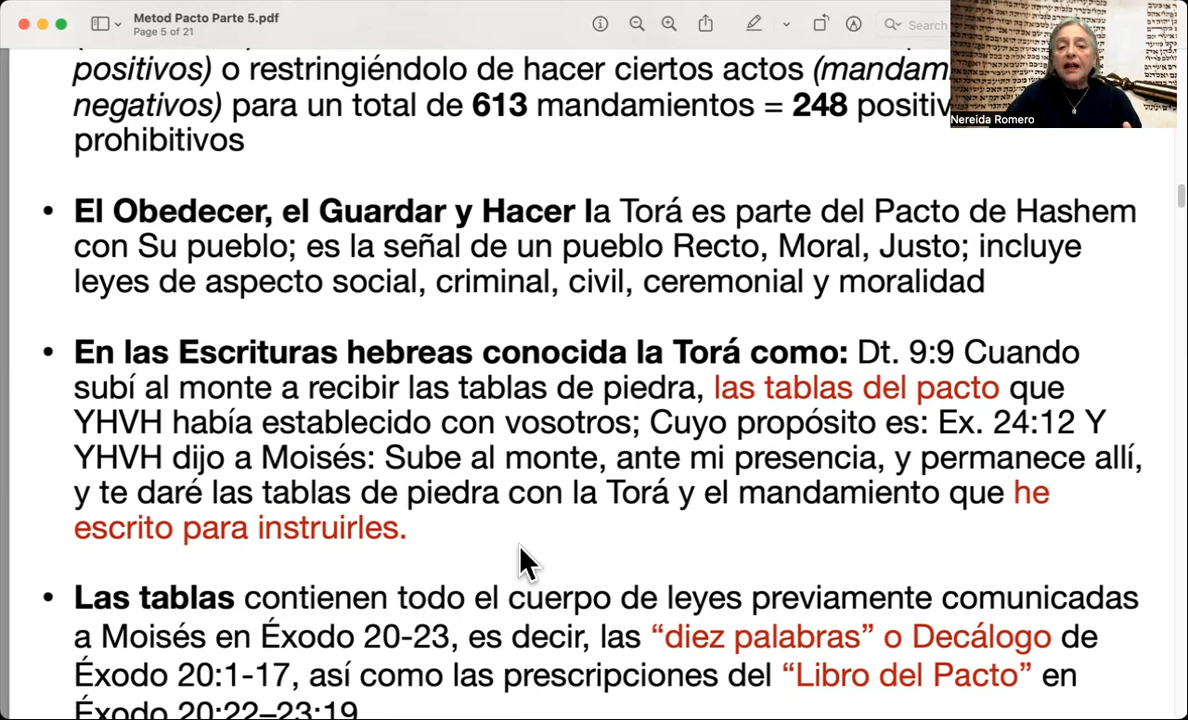 Metod Pacto Parte 5.pdf
Page 5 of 21
Search
Nereida Romero
positivos) o restringiéndolo de hacer ciertos actos (mandam
negativos) para un total de 613 mandamientos = 248 positiv
prohibitivos
• El Obedecer, el Guardar y Hacer la Torá es parte del Pacto de Hashem
con Su pueblo; es la señal de un pueblo Recto, Moral, Justo; incluye
leyes de aspecto social, criminal, civil, ceremonial y moralidad
• En las Escrituras hebreas conocida la Torá como: Dt. 9:9 Cuando
subí al monte a recibir las tablas de piedra, las tablas del pacto que
YHVH había establecido con vosotros; Cuyo propósito es: Ex. 24:12 Y
YHVH dijo a Moisés: Sube al monte, ante mi presencia, y permanece allí,
y te daré las tablas de piedra con la Torá y el mandamiento que he
escrito para instruirles.
• Las tablas contienen todo el cuerpo de leyes previamente comunicadas
a Moisés en Éxodo 20-23, es decir, las “diez palabras” o Decálogo de
Éxodo 20:1-17, así como las prescripciones del “Libro del Pacto” en
Éxodo 20:22–23:19